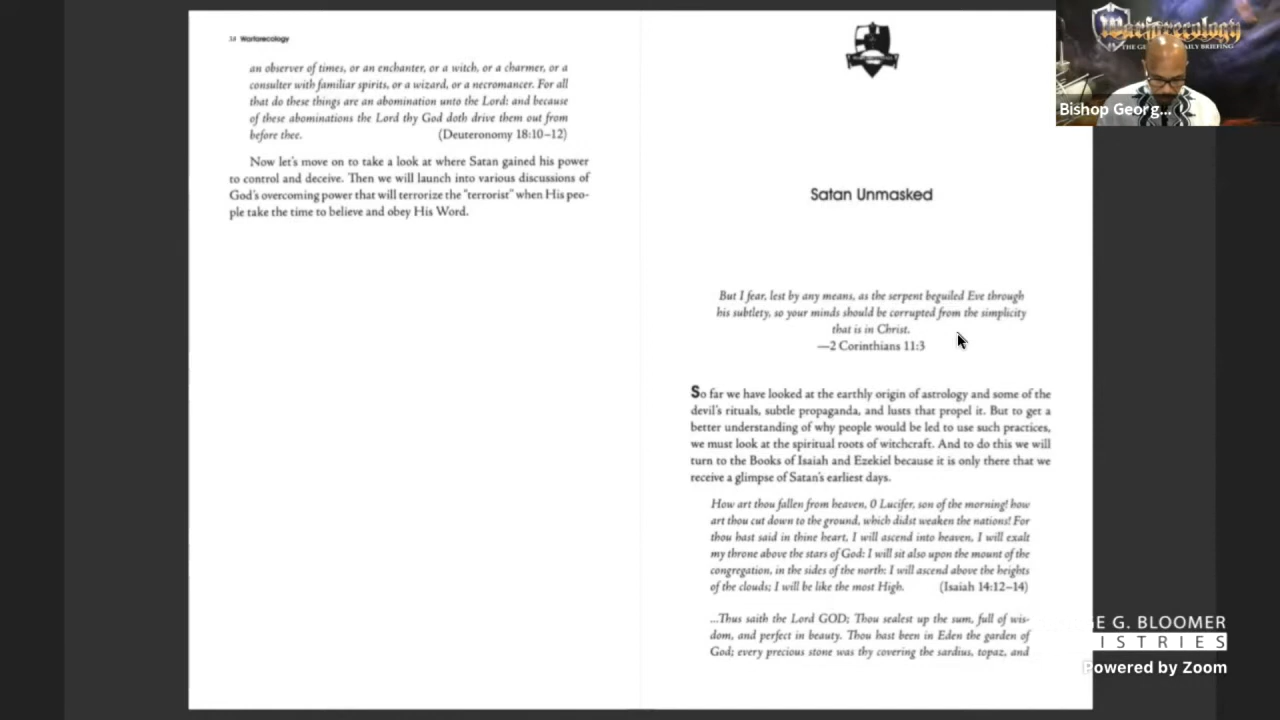 38 Warfarecology
an observer of times, or an enchanter, or a witch, or a charmer, or a
consulter with familiar spirits, or a wizard, or a necromancer. For all
that do these things are an abomination unto the Lord: and because
of these abominations the Lord thy God doth drive them out from
before thee. (Deuteronomy 18:10–12)
Now let's move on to take a look at where Satan gained his power
to control and deceive. Then we will launch into various discussions of
God's overcoming power that will terrorize the "terrorist" when His peo-
ple take the time to believe and obey His Word.
Satan Unmasked
But I fear, lest by any means, as the serpent beguiled Eve through
his subtlety, so your minds should be corrupted from the simplicity
that is in Christ.
—2 Corinthians 11:3
So far we have looked at the earthly origin of astrology and some of the
devil's rituals, subtle propaganda, and lusts that propel it. But to get a
better understanding of why people would be led to use such practices,
we must look at the spiritual roots of witchcraft. And to do this we will
turn to the Books of Isaiah and Ezekiel because it is only there that we
receive a glimpse of Satan's earliest days.
How art thou fallen from heaven, O Lucifer, son of the morning! how
art thou cut down to the ground, which didst weaken the nations! For
thou hast said in thine heart, I will ascend into heaven, I will exalt
my throne above the stars of God: I will sit also upon the mount of the
congregation, in the sides of the north: I will ascend above the heights
of the clouds; I will be like the most High. (Isaiah 14:12–14)
...Thus saith the Lord GOD; Thou sealest up the sum, full of wis-
dom, and perfect in beauty. Thou hast been in Eden the garden of
God; every precious stone was thy covering the sardius, topaz, and
Warfarecology
THE GE DAILY BRIEFING
Bishop Georg...
GE G. BLOOMER
ISTRIES
Powered by Zoom